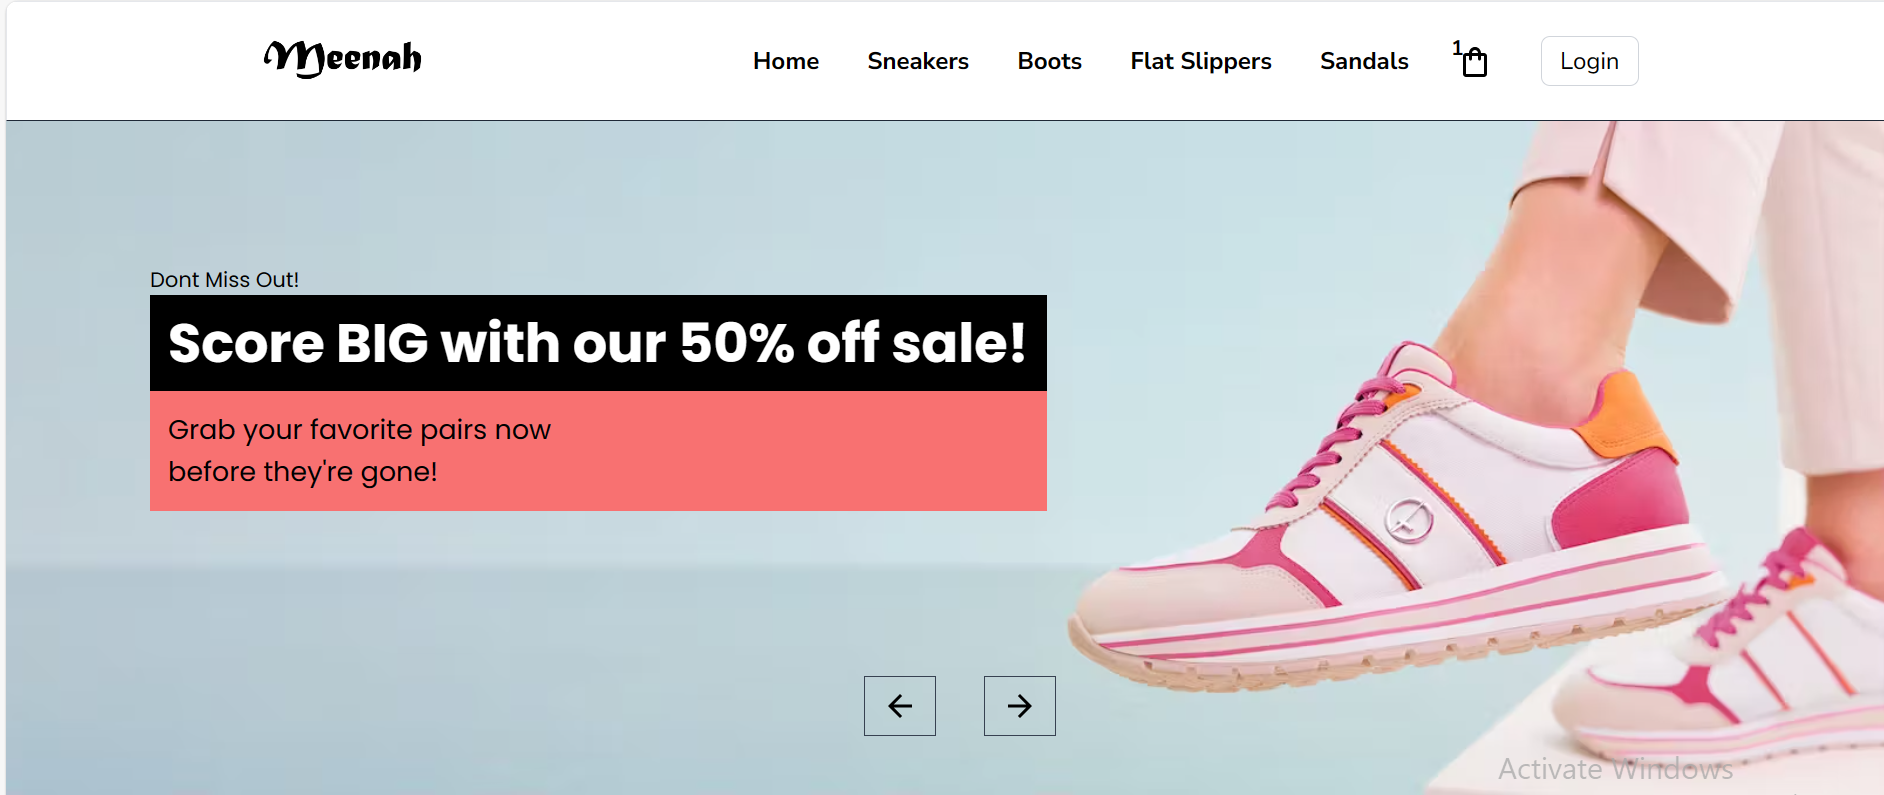 Meenah
Home Sneakers Boots Flat Slippers Sandals 1 Login
Dont Miss Out!
Score BIG with our 50% off sale!
Grab your favorite pairs now
before they're gone!
Activate Windows